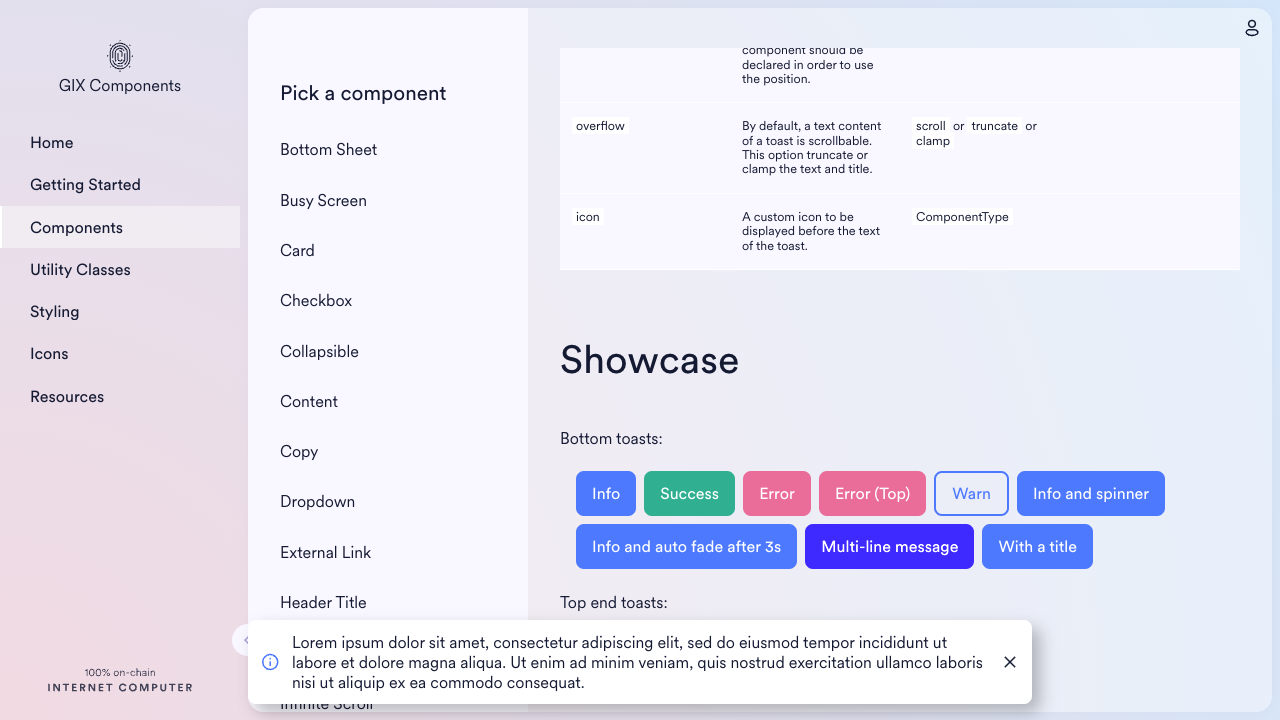 GIX Components
Home
Getting Started
Components
Utility Classes
Styling
Icons
Resources
100% on-chain
INTERNET COMPUTER
Pick a component
Bottom Sheet
Busy Screen
Card
Checkbox
Collapsible
Content
Copy
Dropdown
External Link
Header Title
Infinite Scroll
component should be
declared in order to use
the position.
overflow
By default, a text content
of a toast is scrollable.
This option truncate or
clamp the text and title.
scroll or truncate or
clamp
icon
A custom icon to be
displayed before the text
of the toast.
ComponentType
Showcase
Bottom toasts:
Info
Success
Error
Error (Top)
Warn
Info and spinner
Info and auto fade after 3s
Multi-line message
With a title
Top end toasts:
Lorem ipsum dolor sit amet, consectetur adipiscing elit, sed do eiusmod tempor incididunt ut
labore et dolore magna aliqua. Ut enim ad minim veniam, quis nostrud exercitation ullamco laboris
nisi ut aliquip ex ea commodo consequat.